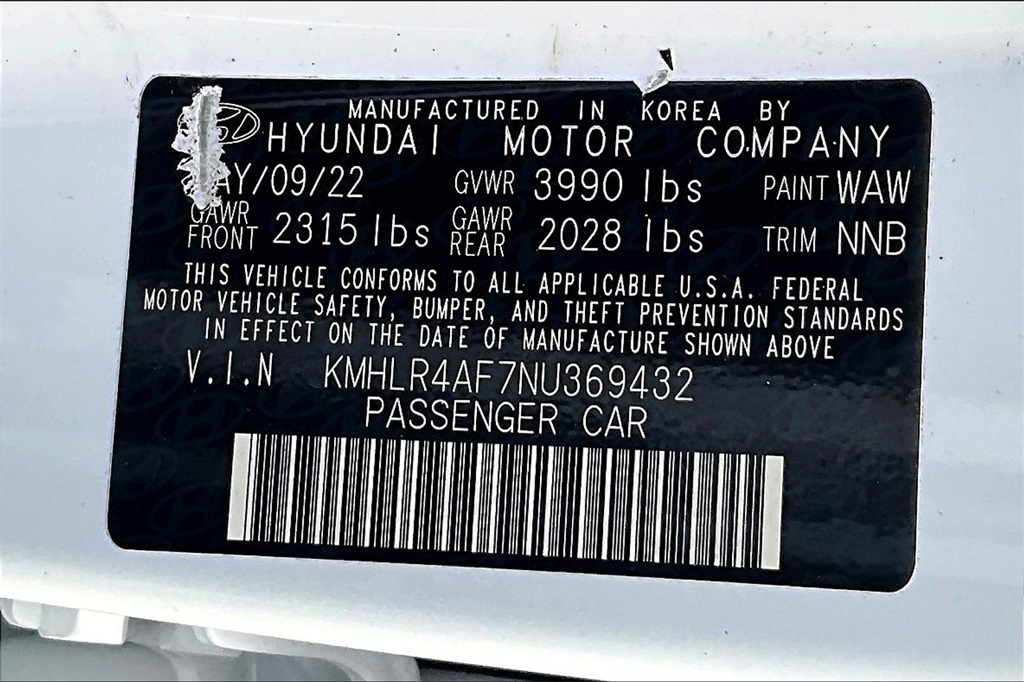 MANUFACTURED IN KOREA BY
HYUNDAI MOTOR COMPANY
AY/09/22 GVWR 3990 lbs PAINT WAW
GAWR FRONT 2315 lbs GAWR REAR 2028 lbs TRIM NNB
THIS VEHICLE CONFORMS TO ALL APPLICABLE U.S.A. FEDERAL
MOTOR VEHICLE SAFETY, BUMPER, AND THEFT PREVENTION STANDARDS
IN EFFECT ON THE DATE OF MANUFACTURE SHOWN ABOVE
V.I.N KMHLR4AF7NU369432
PASSENGER CAR